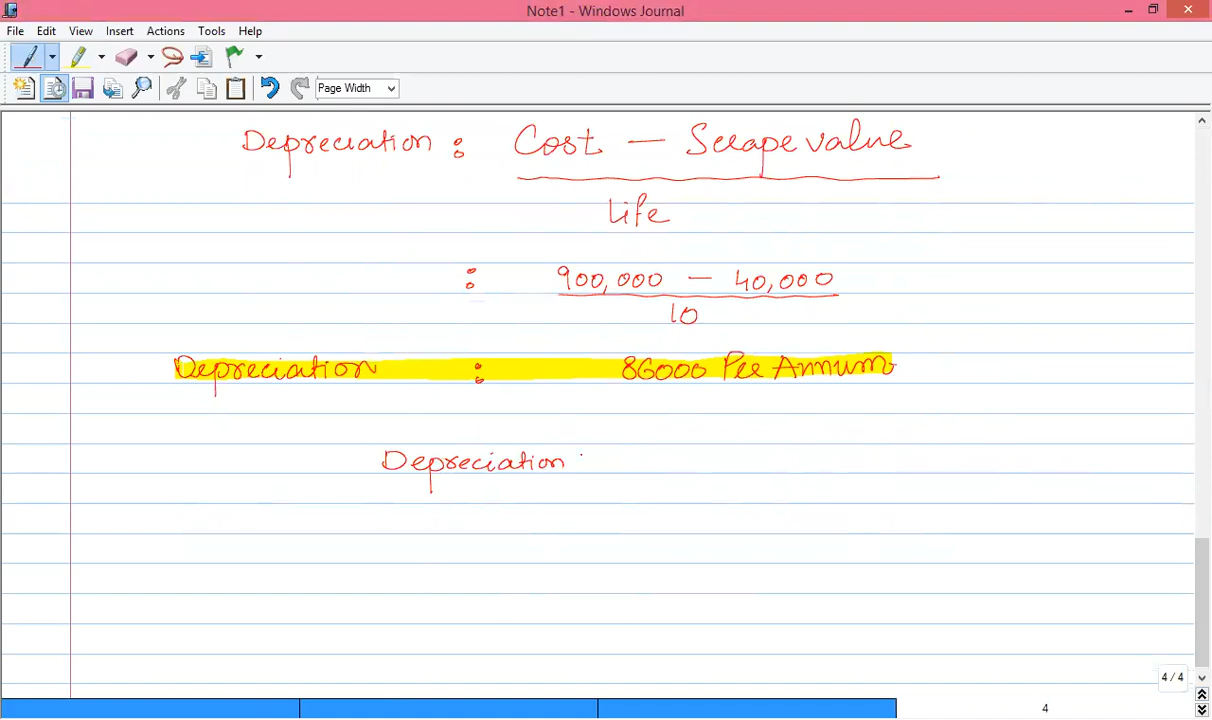 Note1 - Windows Journal
File Edit View Insert Actions Tools Help
Page Width
Depreciation : Cost — Scrape value
Life
: 900,000 — 40,000
10
Depreciation : 86000 Per Annum
Depreciation
4 / 4
4